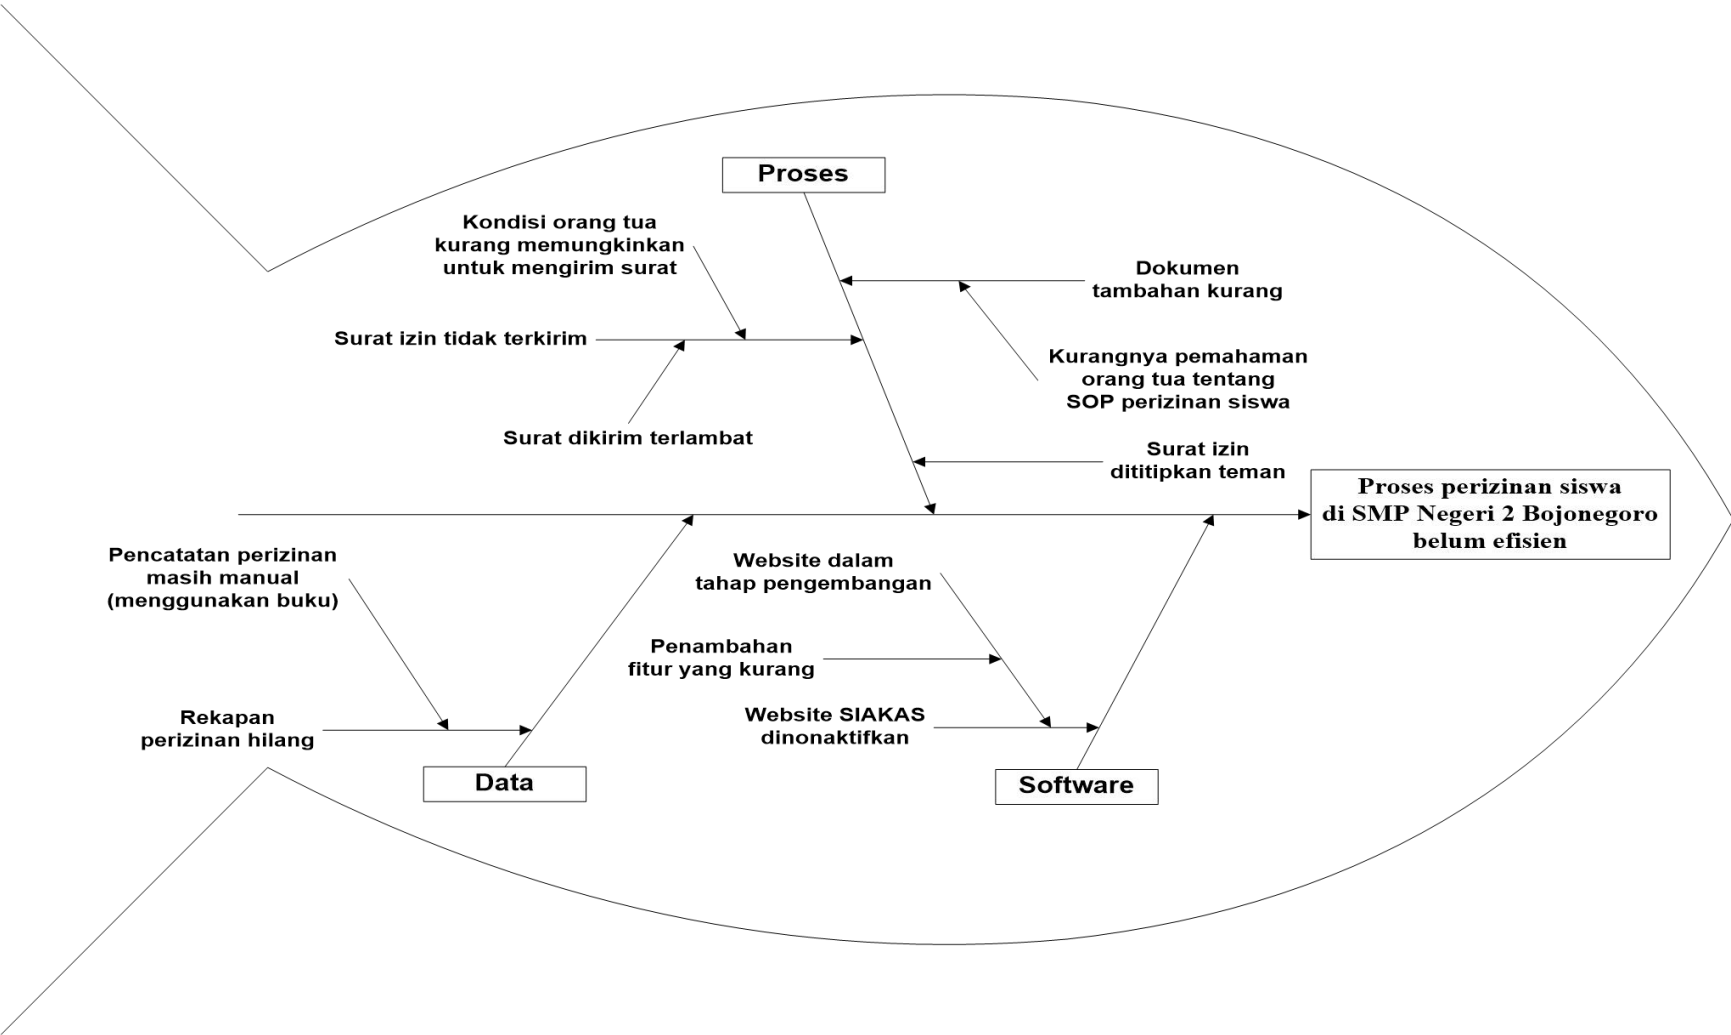 Proses
Kondisi orang tua
kurang memungkinkan
untuk mengirim surat
Dokumen
tambahan kurang
Surat izin tidak terkirim
Kurangnya pemahaman
orang tua tentang
SOP perizinan siswa
Surat dikirim terlambat
Surat izin
dititipkan teman
Proses perizinan siswa
di SMP Negeri 2 Bojonegoro
belum efisien
Pencatatan perizinan
masih manual
(menggunakan buku)
Website dalam
tahap pengembangan
Penambahan
fitur yang kurang
Rekapan
perizinan hilang
Website SIAKAS
dinonaktifkan
Data
Software